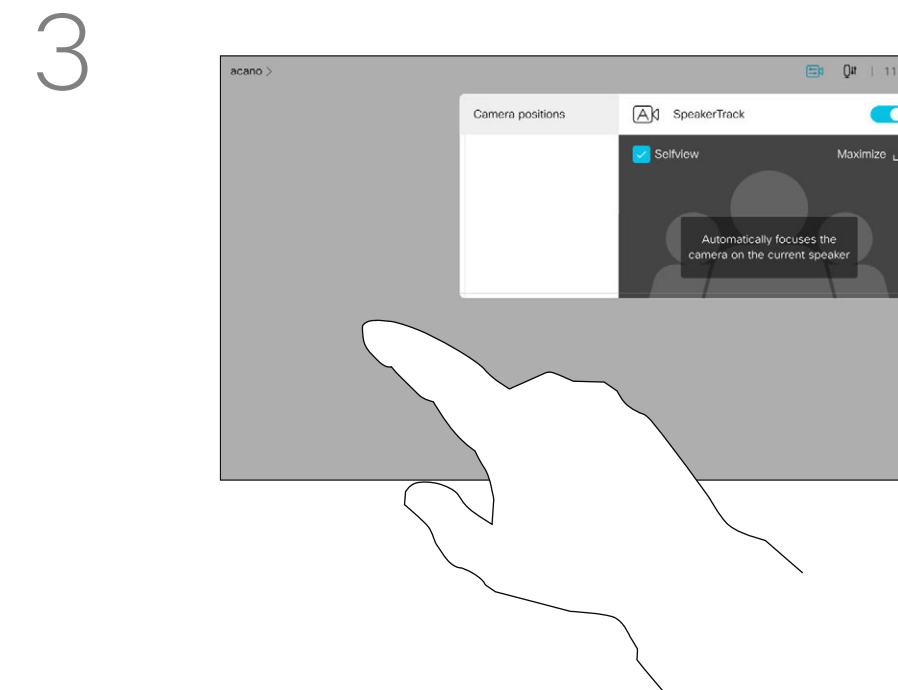 3
acano >
11
Camera positions
SpeakerTrack
Selfview
Maximize
Automatically focuses the
camera on the current speaker